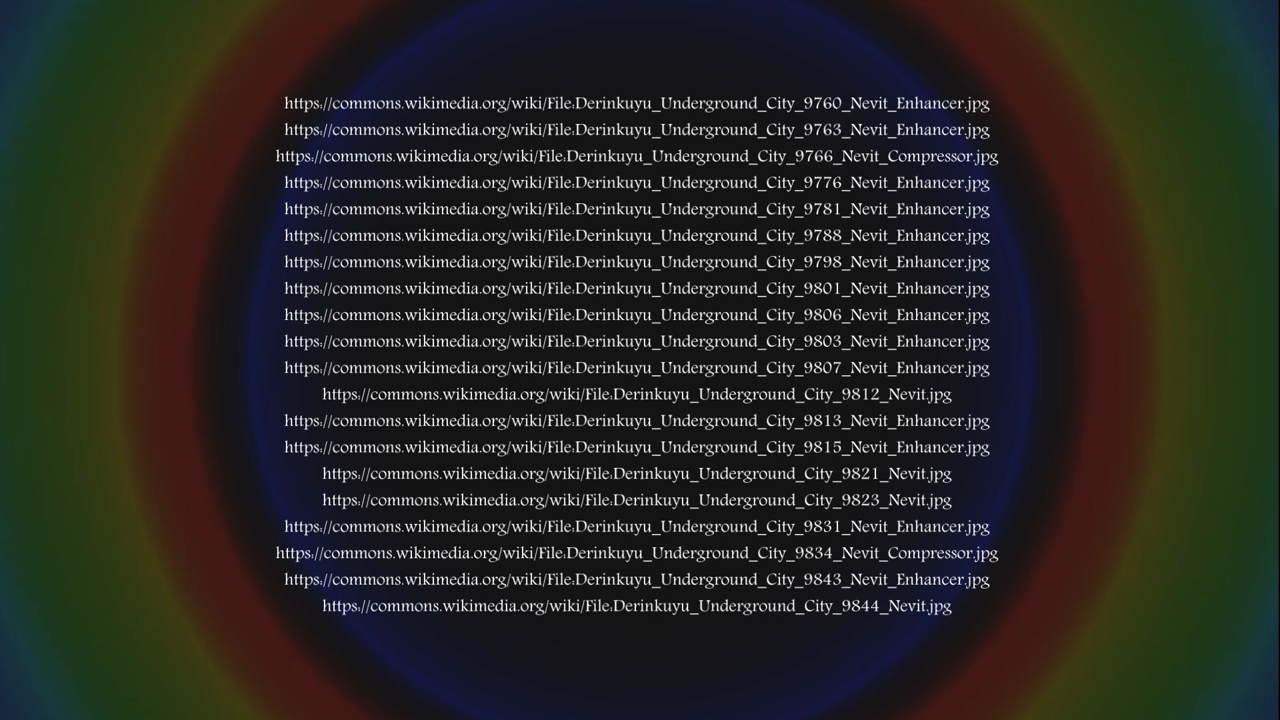 https://commons.wikimedia.org/wiki/File:Derinkuyu_Underground_City_9760_Nevit_Enhancer.jpg
https://commons.wikimedia.org/wiki/File:Derinkuyu_Underground_City_9763_Nevit_Enhancer.jpg
https://commons.wikimedia.org/wiki/File:Derinkuyu_Underground_City_9766_Nevit_Compressor.jpg
https://commons.wikimedia.org/wiki/File:Derinkuyu_Underground_City_9776_Nevit_Enhancer.jpg
https://commons.wikimedia.org/wiki/File:Derinkuyu_Underground_City_9781_Nevit_Enhancer.jpg
https://commons.wikimedia.org/wiki/File:Derinkuyu_Underground_City_9788_Nevit_Enhancer.jpg
https://commons.wikimedia.org/wiki/File:Derinkuyu_Underground_City_9798_Nevit_Enhancer.jpg
https://commons.wikimedia.org/wiki/File:Derinkuyu_Underground_City_9801_Nevit_Enhancer.jpg
https://commons.wikimedia.org/wiki/File:Derinkuyu_Underground_City_9806_Nevit_Enhancer.jpg
https://commons.wikimedia.org/wiki/File:Derinkuyu_Underground_City_9803_Nevit_Enhancer.jpg
https://commons.wikimedia.org/wiki/File:Derinkuyu_Underground_City_9807_Nevit_Enhancer.jpg
https://commons.wikimedia.org/wiki/File:Derinkuyu_Underground_City_9812_Nevit.jpg
https://commons.wikimedia.org/wiki/File:Derinkuyu_Underground_City_9813_Nevit_Enhancer.jpg
https://commons.wikimedia.org/wiki/File:Derinkuyu_Underground_City_9815_Nevit_Enhancer.jpg
https://commons.wikimedia.org/wiki/File:Derinkuyu_Underground_City_9821_Nevit.jpg
https://commons.wikimedia.org/wiki/File:Derinkuyu_Underground_City_9823_Nevit.jpg
https://commons.wikimedia.org/wiki/File:Derinkuyu_Underground_City_9831_Nevit_Enhancer.jpg
https://commons.wikimedia.org/wiki/File:Derinkuyu_Underground_City_9834_Nevit_Compressor.jpg
https://commons.wikimedia.org/wiki/File:Derinkuyu_Underground_City_9843_Nevit_Enhancer.jpg
https://commons.wikimedia.org/wiki/File:Derinkuyu_Underground_City_9844_Nevit.jpg